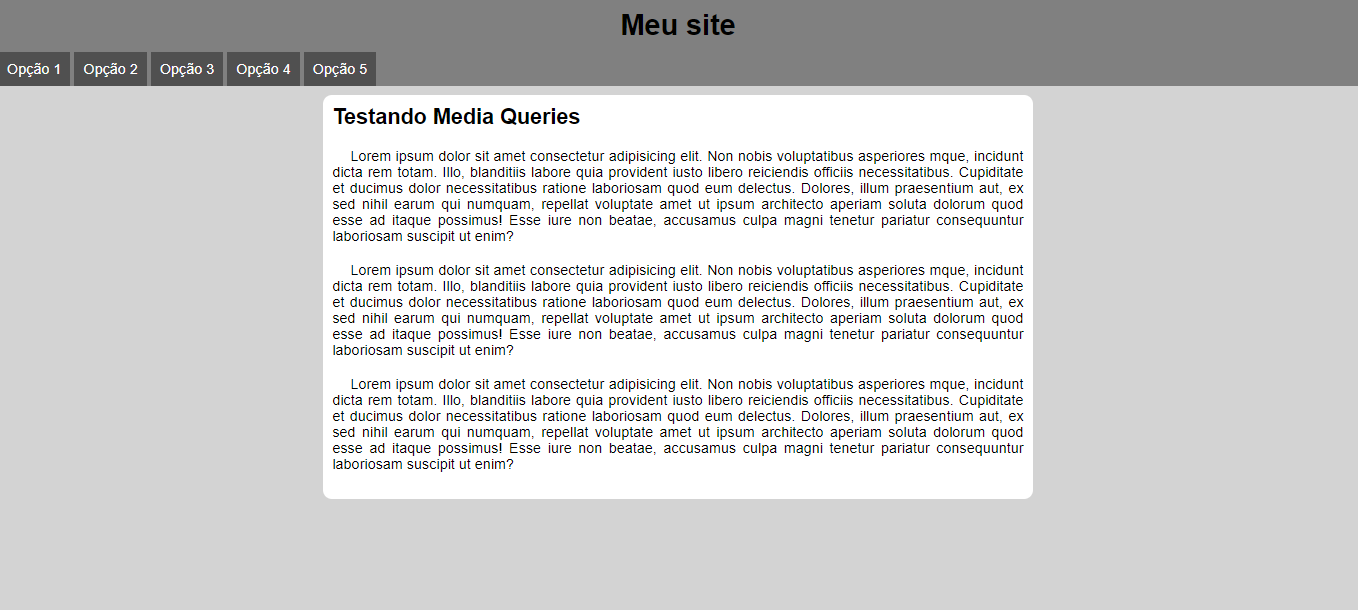 Meu site
Opção 1 Opção 2 Opção 3 Opção 4 Opção 5
Testando Media Queries
Lorem ipsum dolor sit amet consectetur adipisicing elit. Non nobis voluptatibus asperiores mque, incidunt
dicta rem totam. Illo, blanditiis labore quia provident iusto libero reiciendis officiis necessitatibus. Cupiditate
et ducimus dolor necessitatibus ratione laboriosam quod eum delectus. Dolores, illum praesentium aut, ex
sed nihil earum qui numquam, repellat voluptate amet ut ipsum architecto aperiam soluta dolorum quod
esse ad itaque possimus! Esse iure non beatae, accusamus culpa magni tenetur pariatur consequuntur
laboriosam suscipit ut enim?
Lorem ipsum dolor sit amet consectetur adipisicing elit. Non nobis voluptatibus asperiores mque, incidunt
dicta rem totam. Illo, blanditiis labore quia provident iusto libero reiciendis officiis necessitatibus. Cupiditate
et ducimus dolor necessitatibus ratione laboriosam quod eum delectus. Dolores, illum praesentium aut, ex
sed nihil earum qui numquam, repellat voluptate amet ut ipsum architecto aperiam soluta dolorum quod
esse ad itaque possimus! Esse iure non beatae, accusamus culpa magni tenetur pariatur consequuntur
laboriosam suscipit ut enim?
Lorem ipsum dolor sit amet consectetur adipisicing elit. Non nobis voluptatibus asperiores mque, incidunt
dicta rem totam. Illo, blanditiis labore quia provident iusto libero reiciendis officiis necessitatibus. Cupiditate
et ducimus dolor necessitatibus ratione laboriosam quod eum delectus. Dolores, illum praesentium aut, ex
sed nihil earum qui numquam, repellat voluptate amet ut ipsum architecto aperiam soluta dolorum quod
esse ad itaque possimus! Esse iure non beatae, accusamus culpa magni tenetur pariatur consequuntur
laboriosam suscipit ut enim?